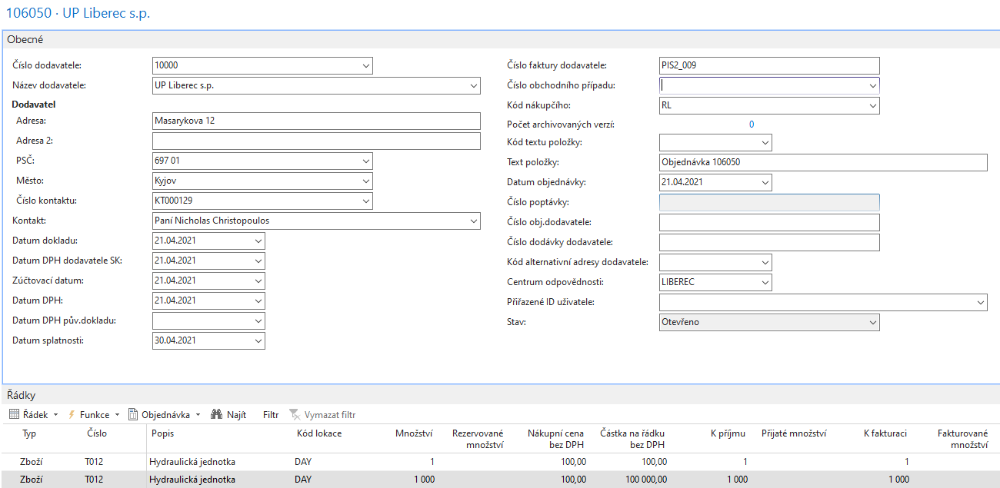 106050 · UP Liberec s.p.
Obecné
Číslo dodavatele: 10000
Název dodavatele: UP Liberec s.p.
Dodavatel
Adresa: Masarykova 12
Adresa 2:
PSČ: 697 01
Město: Kyjov
Číslo kontaktu: KT000129
Kontakt: Paní Nicholas Christopoulos
Datum dokladu: 21.04.2021
Datum DPH dodavatele SK: 21.04.2021
Zúčtovací datum: 21.04.2021
Datum DPH: 21.04.2021
Datum DPH pův.dokladu:
Datum splatnosti: 30.04.2021
Číslo faktury dodavatele: PIS2_009
Číslo obchodního případu:
Kód nákupčího: RL
Počet archivovaných verzí: 0
Kód textu položky:
Text položky: Objednávka 106050
Datum objednávky: 21.04.2021
Číslo poptávky:
Číslo obj.dodavatele:
Číslo dodávky dodavatele:
Kód alternativní adresy dodavatele:
Centrum odpovědnosti: LIBEREC
Přiřazené ID uživatele:
Stav: Otevřeno
Řádky
Řádek Funkce Objednávka Najít Filtr Vymazat filtr
Typ Číslo Popis Kód lokace Množství Rezervované množství Nákupní cena bez DPH Částka na řádku bez DPH K příjmu Přijaté množství K fakturaci Fakturované množství
Zboží T012 Hydraulická jednotka DAY 1 100,00 100,00 1 1
Zboží T012 Hydraulická jednotka DAY 1 000 100,00 100 000,00 1 000 1 000